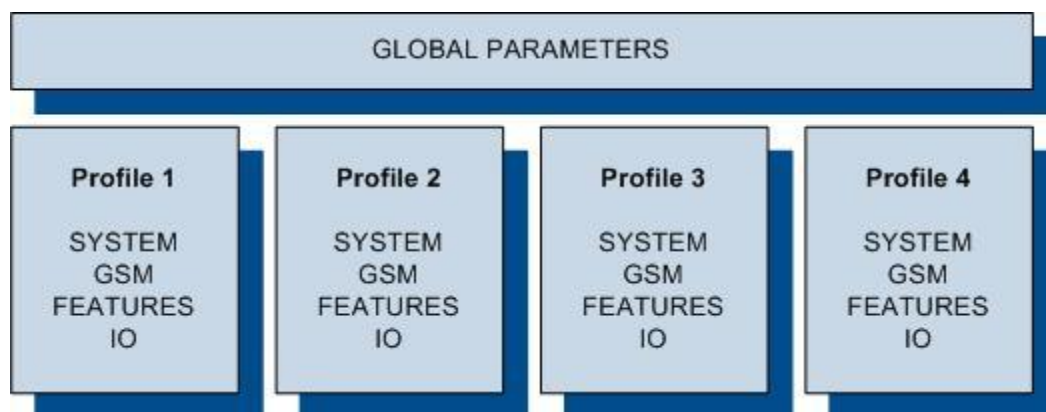 GLOBAL PARAMETERS
Profile 1
SYSTEM
GSM
FEATURES
IO
Profile 2
SYSTEM
GSM
FEATURES
IO
Profile 3
SYSTEM
GSM
FEATURES
IO
Profile 4
SYSTEM
GSM
FEATURES
IO